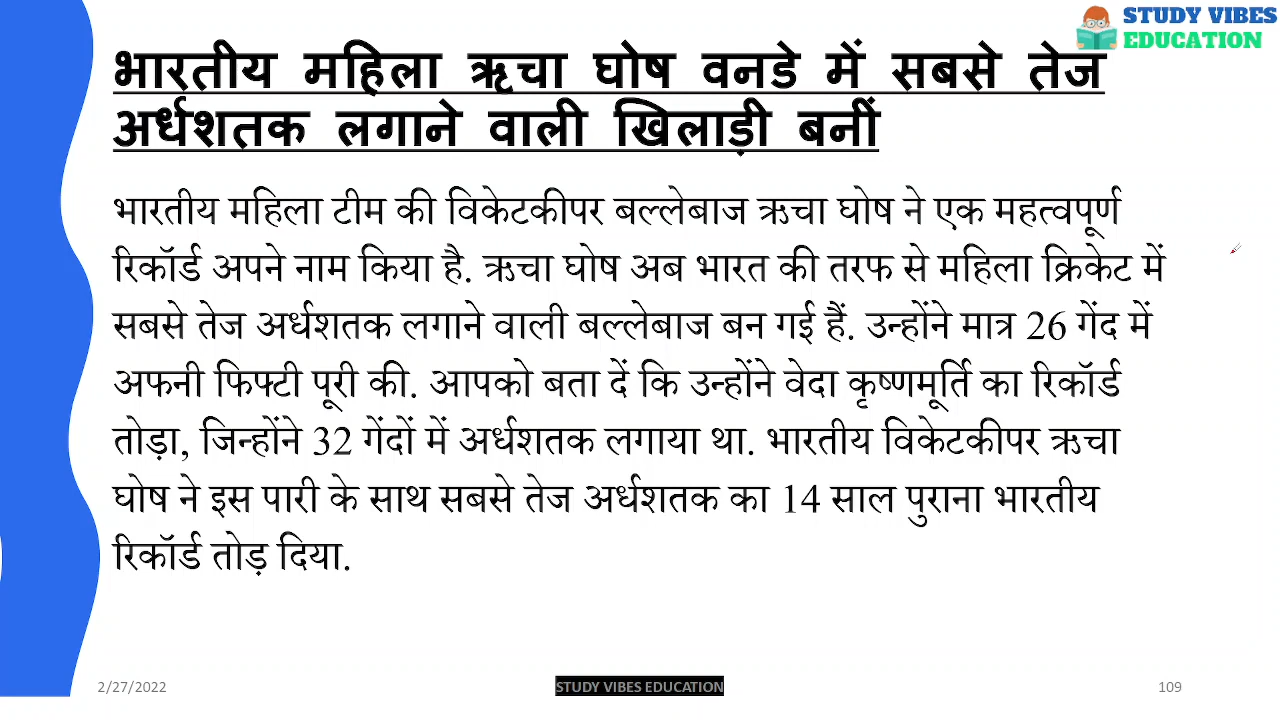 STUDY VIBES
EDUCATION
भारतीय महिला ऋचा घोष वनडे में सबसे तेज
अर्धशतक लगाने वाली खिलाड़ी बनीं
भारतीय महिला टीम की विकेटकीपर बल्लेबाज ऋचा घोष ने एक महत्वपूर्ण
रिकॉर्ड अपने नाम किया है. ऋचा घोष अब भारत की तरफ से महिला क्रिकेट में
सबसे तेज अर्धशतक लगाने वाली बल्लेबाज बन गई हैं. उन्होंने मात्र 26 गेंद में
अफनी फिफ्टी पूरी की. आपको बता दें कि उन्होंने वेदा कृष्णमूर्ति का रिकॉर्ड
तोड़ा, जिन्होंने 32 गेंदों में अर्धशतक लगाया था. भारतीय विकेटकीपर ऋचा
घोष ने इस पारी के साथ सबसे तेज अर्धशतक का 14 साल पुराना भारतीय
रिकॉर्ड तोड़ दिया.
2/27/2022
STUDY VIBES EDUCATION
109